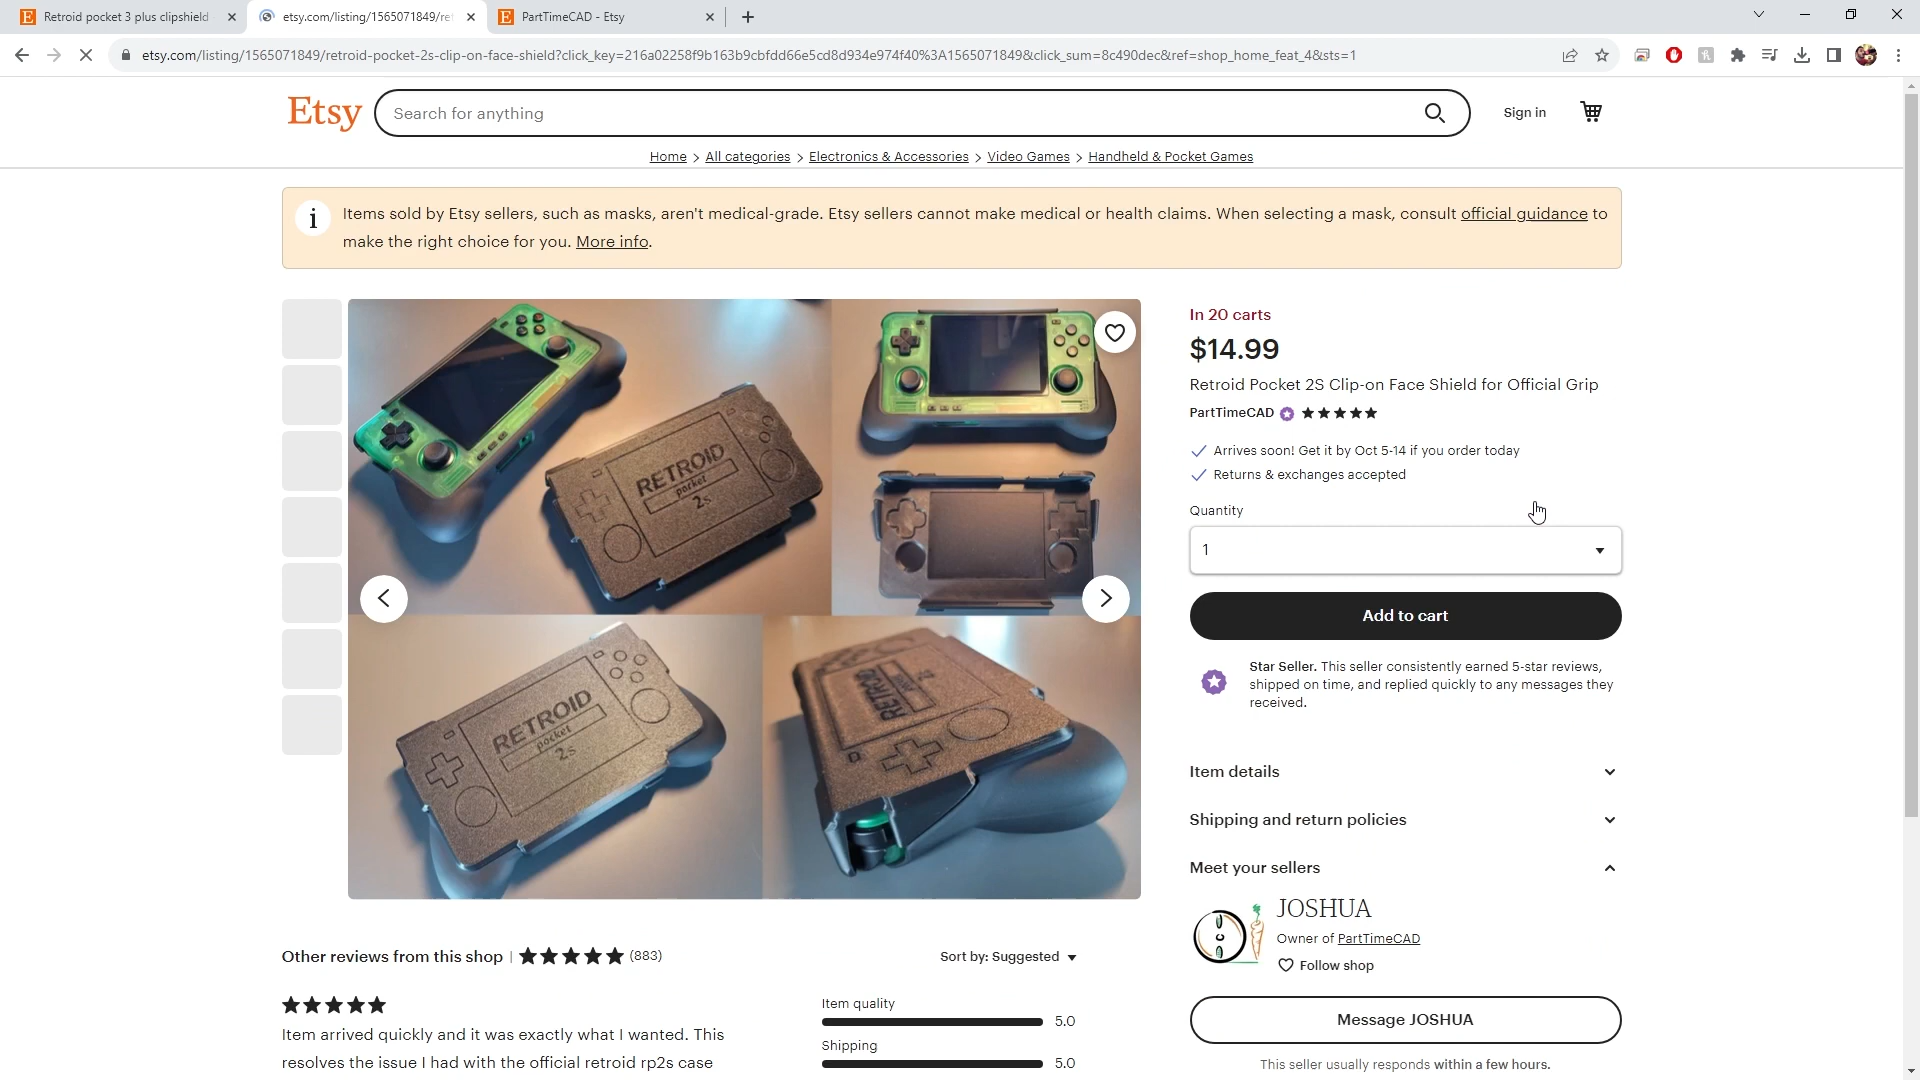 Retroid pocket 3 plus clipshield
etsy.com/listing/1565071849/ret
PartTimeCAD - Etsy
etsy.com/listing/1565071849/retroid-pocket-2s-clip-on-face-shield?click_key=216a02258f9b163b9cbfdd66e5cd8d934e974f40%3A1565071849&click_sum=8c490dec&ref=shop_home_feat_4&sts=1
Etsy
Search for anything
Sign in
Home > All categories > Electronics & Accessories > Video Games > Handheld & Pocket Games
Items sold by Etsy sellers, such as masks, aren't medical-grade. Etsy sellers cannot make medical or health claims. When selecting a mask, consult official guidance to
make the right choice for you. More info.
RETROID
pocket
2s
RETROID
pocket
2s
RETROID
In 20 carts
$14.99
Retroid Pocket 2S Clip-on Face Shield for Official Grip
PartTimeCAD
Arrives soon! Get it by Oct 5-14 if you order today
Returns & exchanges accepted
Quantity
1
Add to cart
Star Seller. This seller consistently earned 5-star reviews,
shipped on time, and replied quickly to any messages they
received.
Item details
Shipping and return policies
Meet your sellers
JOSHUA
Owner of PartTimeCAD
Follow shop
Message JOSHUA
This seller usually responds within a few hours.
Other reviews from this shop | (883)
Sort by: Suggested
Item arrived quickly and it was exactly what I wanted. This
resolves the issue I had with the official retroid rp2s case
Item quality
5.0
Shipping
5.0